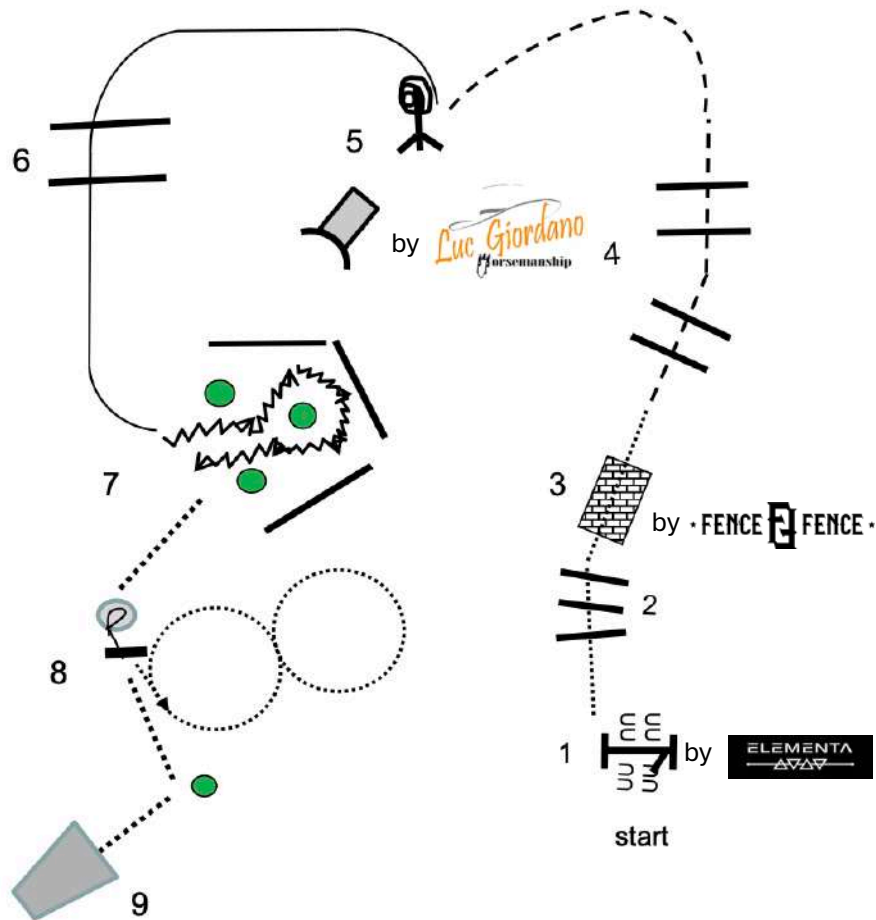 6
5
by Luc Giordano
Horsemanship
4
3
by FENCE FENCE
7
2
8
1
by ELEMENTA
start
9